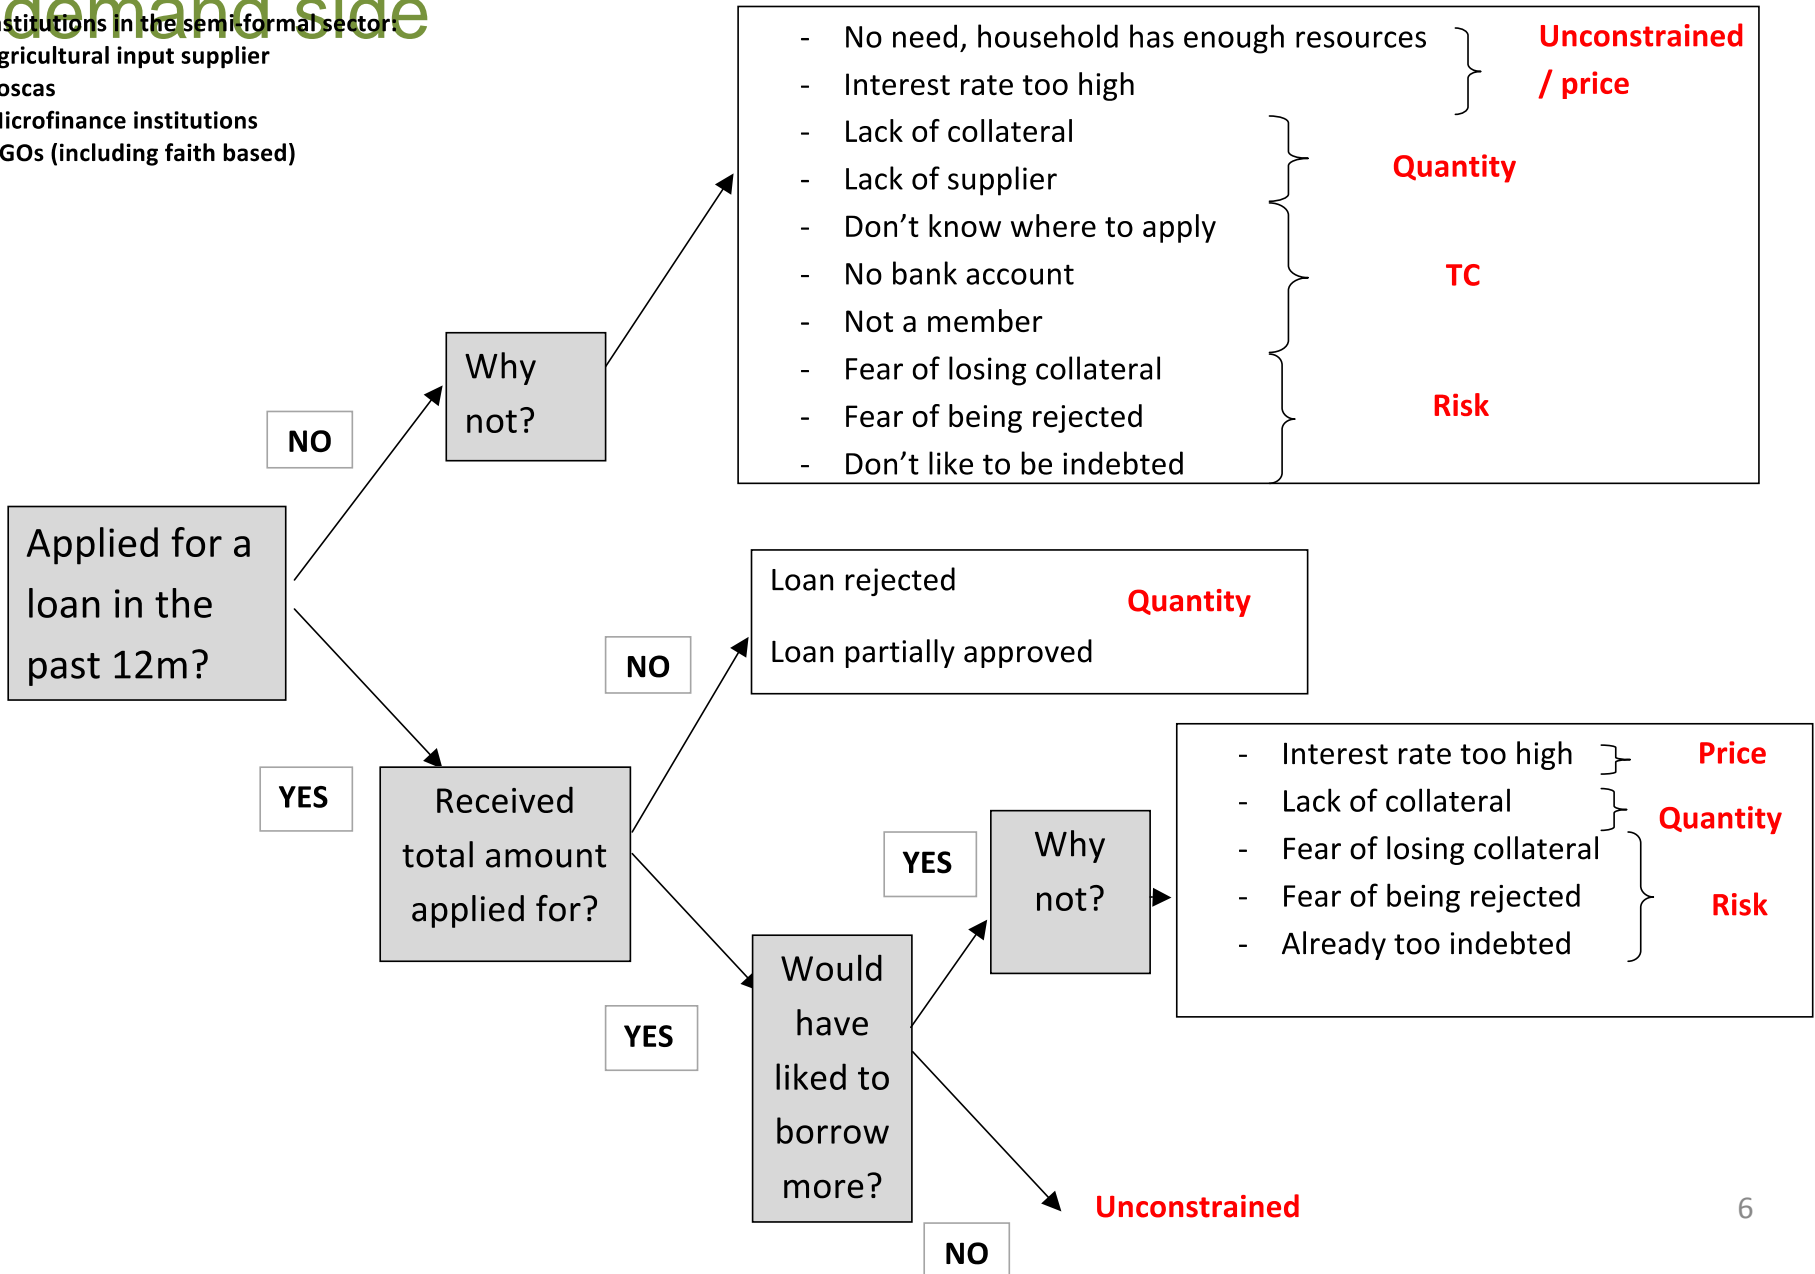 demand side
nstitutions in the semi-formal sector:
gricultural input supplier
oscas
licrofinance institutions
GOs (including faith based)
- No need, household has enough resources
- Interest rate too high
Unconstrained
/ price
- Lack of collateral
- Lack of supplier
Quantity
- Don’t know where to apply
- No bank account
- Not a member
TC
- Fear of losing collateral
- Fear of being rejected
- Don’t like to be indebted
Risk
Why
not?
NO
Applied for a
loan in the
past 12m?
Loan rejected
Quantity
Loan partially approved
NO
YES
Received
total amount
applied for?
- Interest rate too high
Price
- Lack of collateral
Quantity
- Fear of losing collateral
- Fear of being rejected
- Already too indebted
Risk
Why
not?
YES
YES
Would
have
liked to
borrow
more?
Unconstrained
NO
6